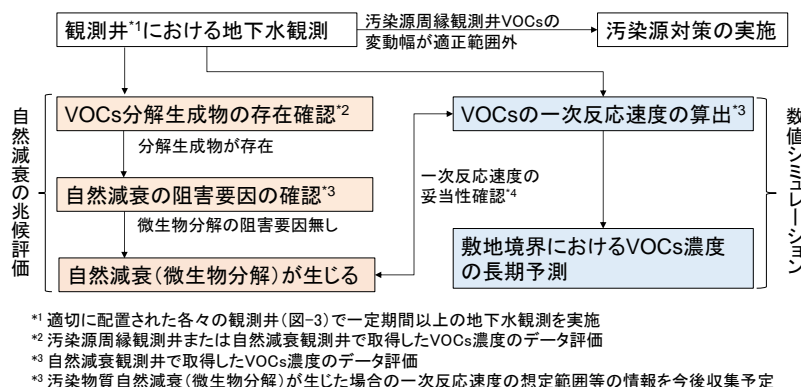 観測井*1における地下水観測
汚染源周縁観測井VOCsの
変動幅が適正範囲外
汚染源対策の実施
自然減衰の兆候評価
VOCs分解生成物の存在確認*2
分解生成物が存在
自然減衰の阻害要因の確認*3
微生物分解の阻害要因無し
自然減衰(微生物分解)が生じる
一次反応速度の
妥当性確認*4
VOCsの一次反応速度の算出*3
敷地境界におけるVOCs濃度
の長期予測
数値シミュレーション
*1 適切に配置された各々の観測井(図-3)で一定期間以上の地下水観測を実施
*2 汚染源周縁観測井または自然減衰観測井で取得したVOCs濃度のデータ評価
*3 自然減衰観測井で取得したVOCs濃度のデータ評価
*3 汚染物質自然減衰(微生物分解)が生じた場合の一次反応速度の想定範囲等の情報を今後収集予定